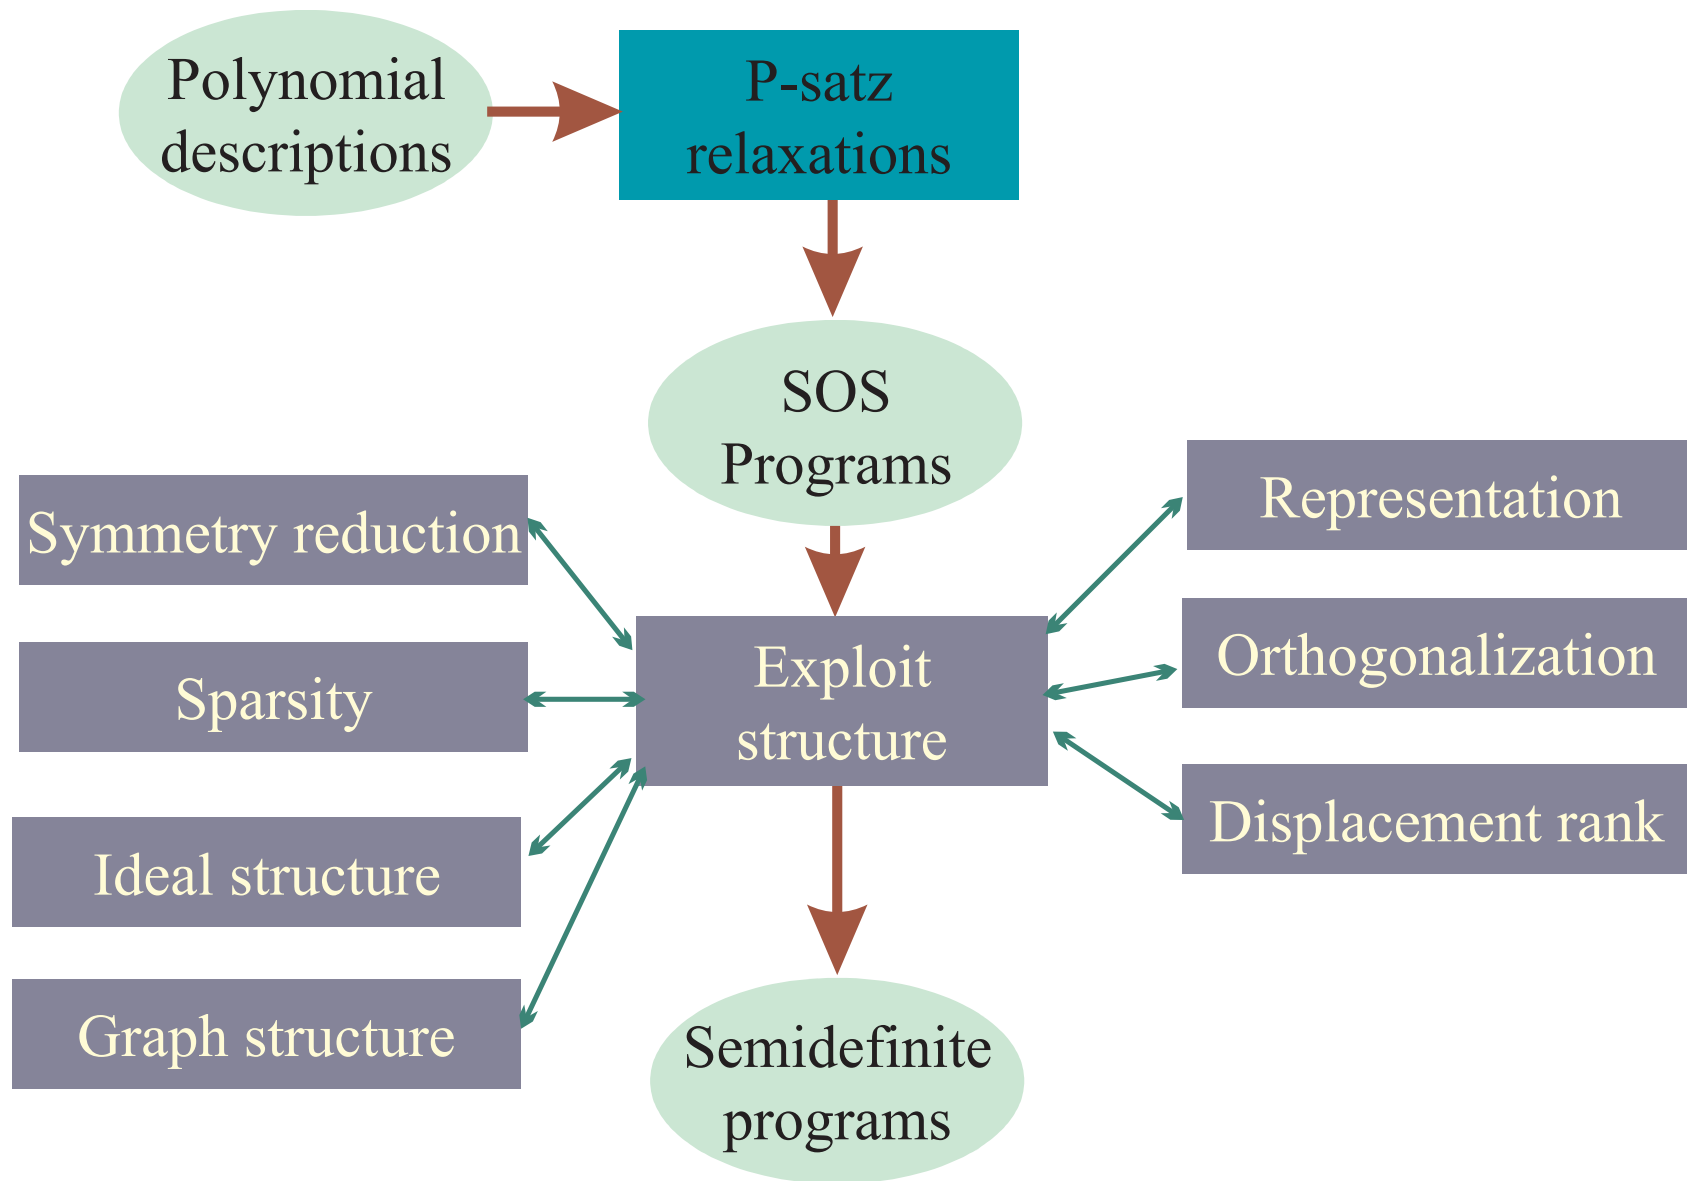 Polynomial
descriptions
P-satz
relaxations
SOS
Programs
Symmetry reduction
Sparsity
Ideal structure
Graph structure
Exploit
structure
Representation
Orthogonalization
Displacement rank
Semidefinite
programs